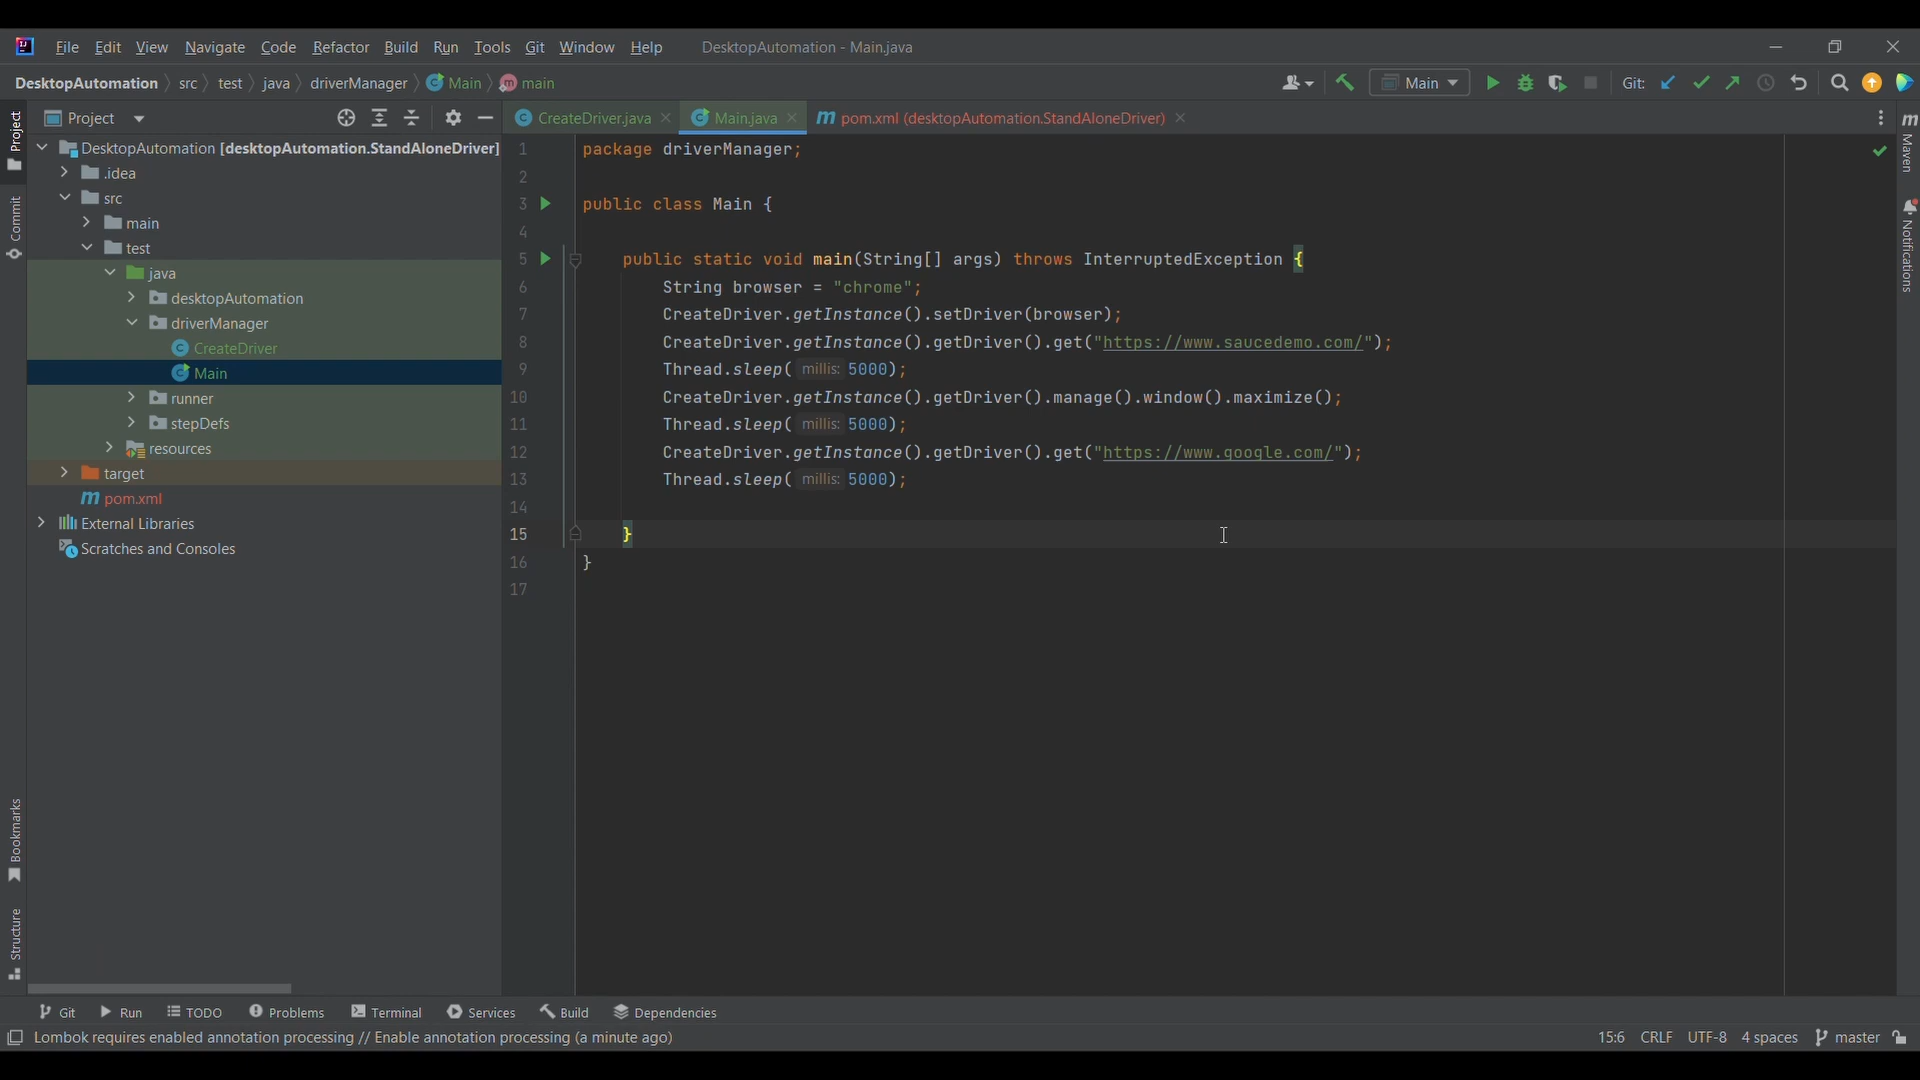 File Edit View Navigate Code Refactor Build Run Tools Git Window Help DesktopAutomation - Main.java
DesktopAutomation src test java driverManager Main main
Main Git:
Project
CreateDriver.java Main.java pom.xml (desktopAutomation.StandAloneDriver)
DesktopAutomation [desktopAutomation.StandAloneDriver]
.idea
src
main
test
java
desktopAutomation
driverManager
CreateDriver
Main
runner
stepDefs
resources
target
pom.xml
External Libraries
Scratches and Consoles
1 package driverManager;
2
3 public class Main {
4
5 public static void main(String[] args) throws InterruptedException {
6 String browser = "chrome";
7 CreateDriver.getInstance().setDriver(browser);
8 CreateDriver.getInstance().getDriver().get("https://www.saucedemo.com/");
9 Thread.sleep( millis: 5000);
10 CreateDriver.getInstance().getDriver().manage().window().maximize();
11 Thread.sleep( millis: 5000);
12 CreateDriver.getInstance().getDriver().get("https://www.google.com/");
13 Thread.sleep( millis: 5000);
14
15 }
16 }
17
Project
Commit
Bookmarks
Structure
Maven
Notifications
Git Run TODO Problems Terminal Services Build Dependencies
Lombok requires enabled annotation processing // Enable annotation processing (a minute ago) 15:6 CRLF UTF-8 4 spaces master